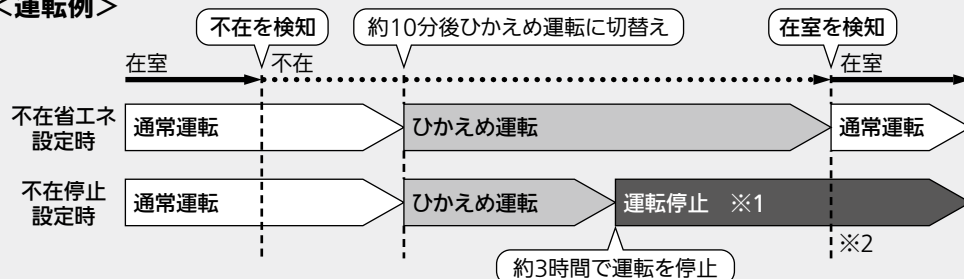 ＜運転例＞
不在を検知
約10分後ひかえめ運転に切替え
在室を検知
在室
不在
在室
不在省エネ
設定時
通常運転
ひかえめ運転
通常運転
不在停止
設定時
通常運転
ひかえめ運転
運転停止 ※1
※2
約3時間で運転を停止